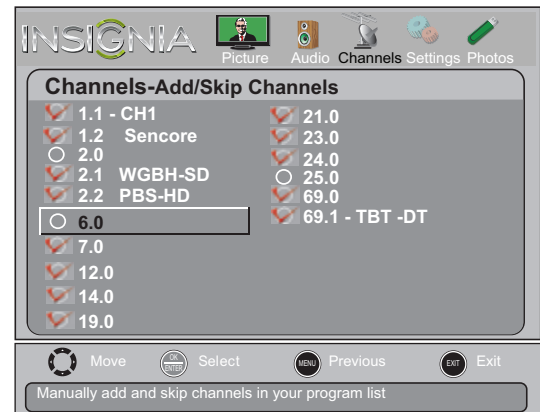 INSIGNIA
Picture Audio Channels Settings Photos
Channels-Add/Skip Channels
1.1 - CH1
1.2 Sencore
2.0
2.1 WGBH-SD
2.2 PBS-HD
6.0
7.0
12.0
14.0
19.0
21.0
23.0
24.0
25.0
69.0
69.1 - TBT -DT
Move OK ENTER Select MENU Previous EXIT Exit
Manually add and skip channels in your program list